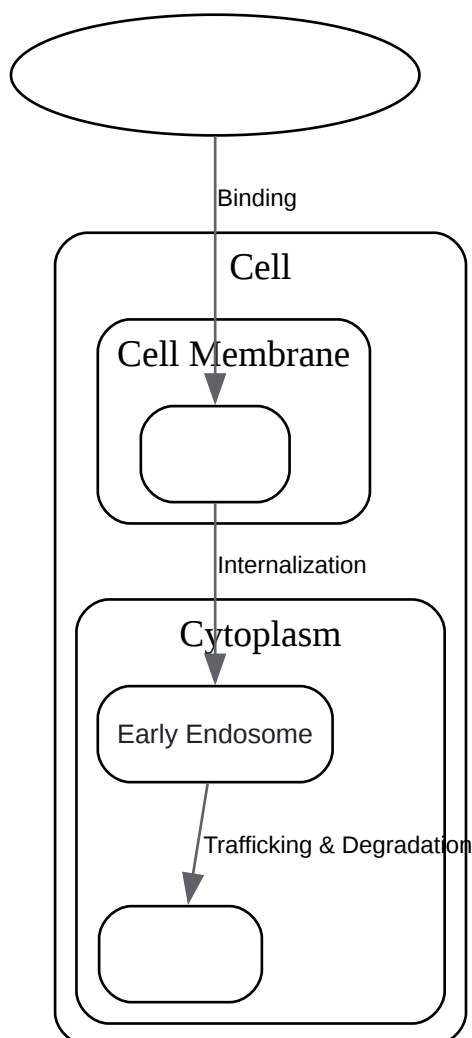 Binding
Cell
Cell Membrane
Internalization
Cytoplasm
Early Endosome
Trafficking & Degradation